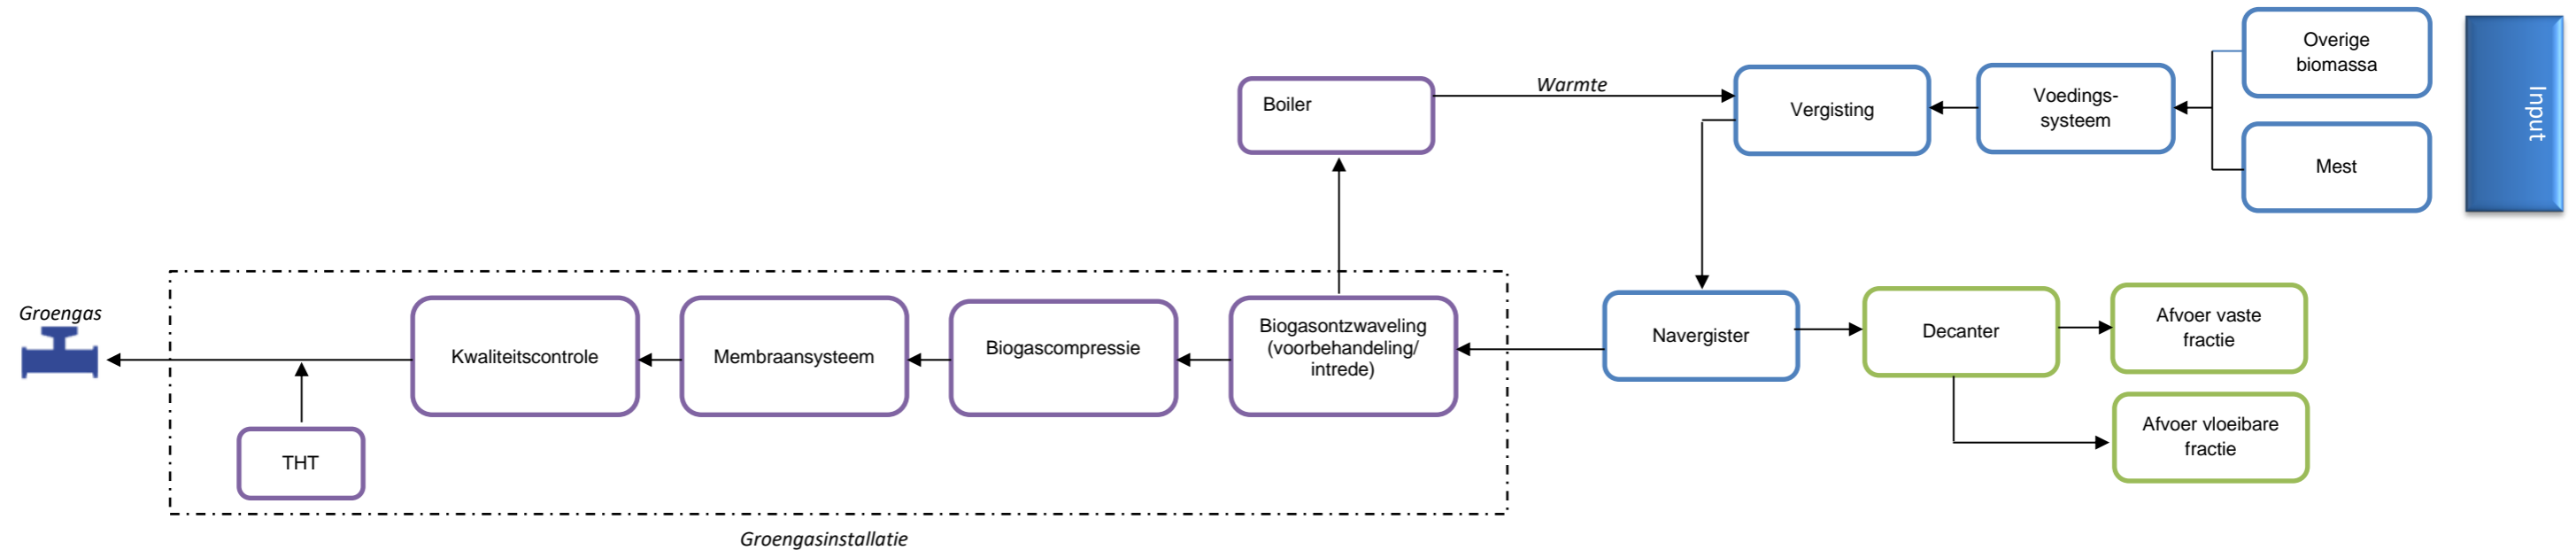 Overige
biomassa
Input
Boiler
Warmte
Vergisting
Voedings-
systeem
Mest
Groengas
Kwaliteitscontrole
Membraansysteem
Biogascompressie
Biogasontzwaveling
(voorbehandeling/
intrede)
Navergister
Decanter
Afvoer vaste
fractie
Afvoer vloeibare
fractie
THT
Groengasinstallatie